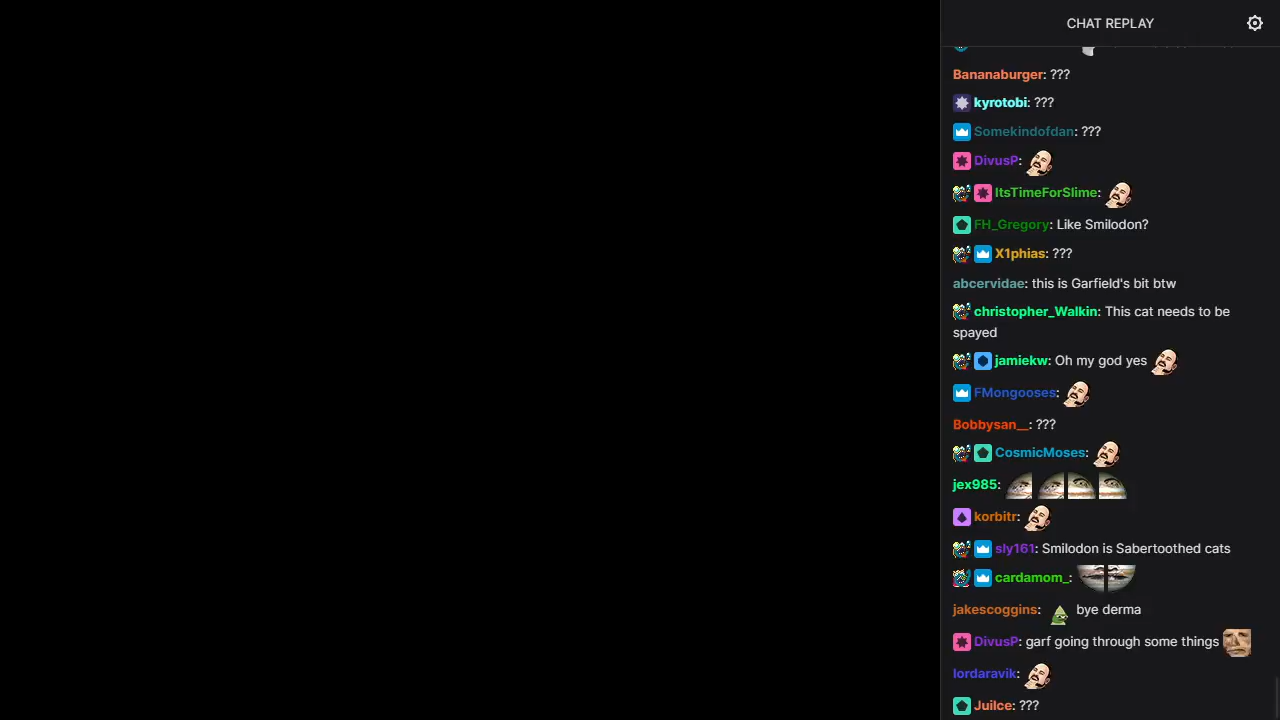 CHAT REPLAY
Bananaburger: ???
kyrotobi: ???
Somekindofdan: ???
DivusP:
ItsTimeForSlime:
FH_Gregory: Like Smilodon?
X1phias: ???
abcervidae: this is Garfield's bit btw
christopher_Walkin: This cat needs to be
spayed
jamiekw: Oh my god yes
FMongooses:
Bobbysan__: ???
CosmicMoses:
jex985:
korbitr:
sly161: Smilodon is Sabertoothed cats
cardamom_:
jakescoggins: bye derma
DivusP: garf going through some things
lordaravik:
Juilce: ???